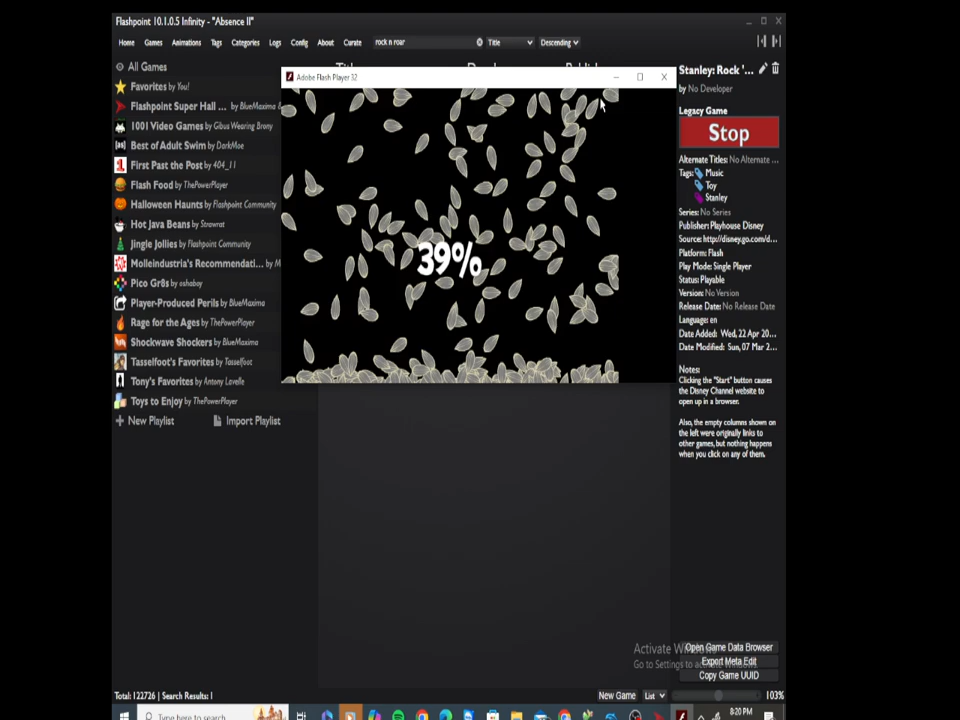 Flashpoint 10.1.0.5 Infinity - "Absence II"
Home Games Animations Tags Categories Logs Config About Curate rock n roar Title Descending
All Games
Favorites by You!
Flashpoint Super Hall ... by BlueMaxima
1001 Video Games by Gibus Wearing Brony
Best of Adult Swim by DarkMoe
First Past the Post by 404_11
Flash Food by ThePowerPlayer
Halloween Haunts by Flashpoint Community
Hot Java Beans by Strawrat
Jingle Jollies by Flashpoint Community
Molleindustria's Recommendati... by M
Pico Gr8s by oshaboy
Player-Produced Perils by BlueMaxima
Rage for the Ages by ThePowerPlayer
Shockwave Shockers by BlueMaxima
Tasselfoot's Favorites by Tasselfoot
Tony's Favorites by Antony Lavelle
Toys to Enjoy by ThePowerPlayer
New Playlist Import Playlist
Adobe Flash Player 32
39%
Stanley: Rock '...
by No Developer
Legacy Game
Stop
Alternate Titles: No Alternate ...
Tags: Music
Toy
Stanley
Series: No Series
Publisher: Playhouse Disney
Source: http://disney.go.com/d...
Platform: Flash
Play Mode: Single Player
Status: Playable
Version: No Version
Release Date: No Release Date
Language: en
Date Added: Wed, 22 Apr 20...
Date Modified: Sun, 07 Mar 2...
Notes:
Clicking the "Start" button causes
the Disney Channel website to
open up in a browser.
Also, the empty columns shown on
the left were originally links to
other games, but nothing happens
when you click on any of them.
Activate
Go to Settings to
Open Game Data Browser
Export Meta Edit
Copy Game UUID
Total: 122726 | Search Results: 1
New Game List 103%
Type here to search
8:20 PM